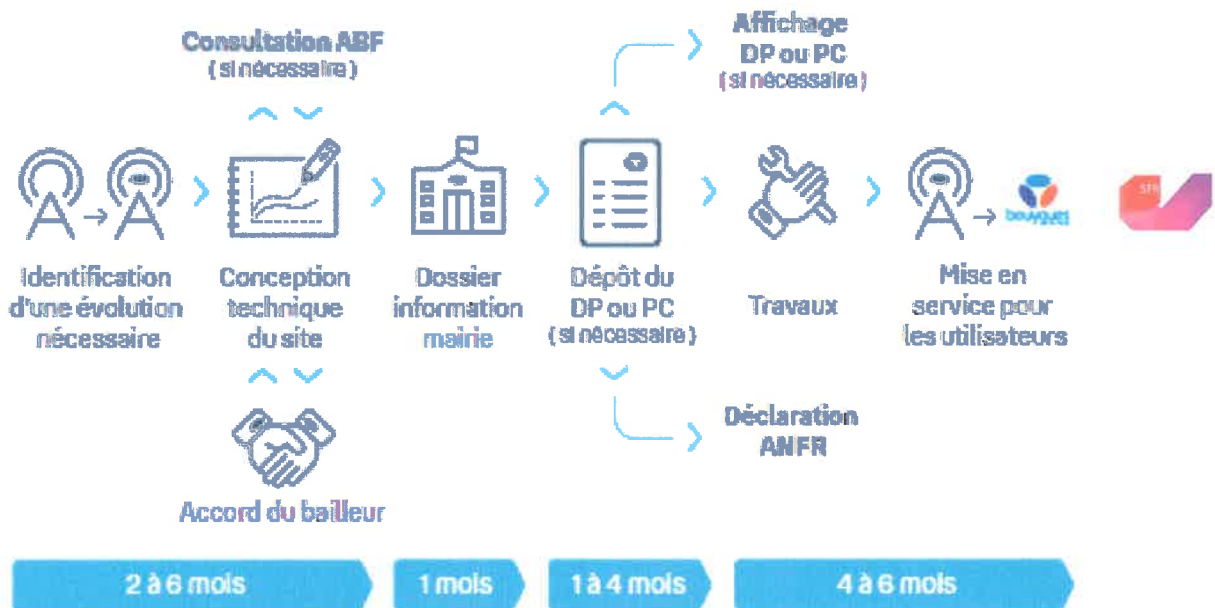 Consultation ABF
(si nécessaire)
Affichage
DP ou PC
(si nécessaire)
Identification
d'une évolution
nécessaire
Conception
technique
du site
Dossier
information
mairie
Dépôt du
DP ou PC
(si nécessaire)
Travaux
Mise en
service pour
les utilisateurs
bouygues
SFR
Accord du bailleur
Déclaration
ANFR
2 à 6 mois
1 mois
1 à 4 mois
4 à 6 mois